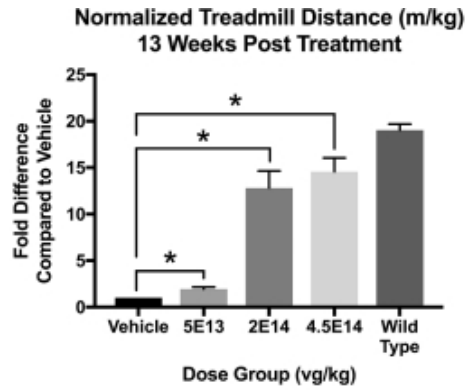 Normalized Treadmill Distance (m/kg)
13 Weeks Post Treatment
Fold Difference
Compared to Vehicle
25
20
15
10
5
0
*
*
*
Vehicle 5E13 2E14 4.5E14 Wild
Type
Dose Group (vg/kg)